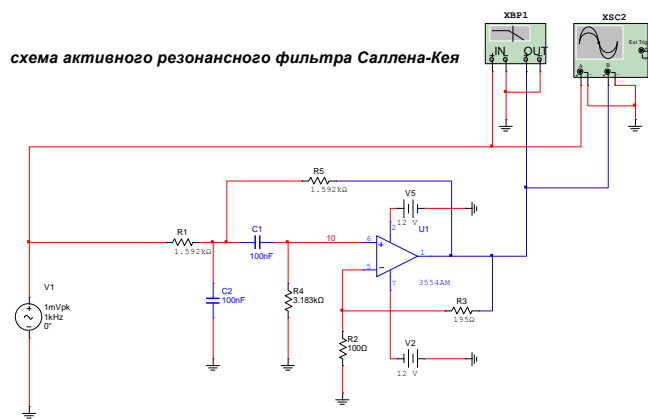 XBP1
XSC2
схема активного резонансного фильтра Саллена-Кея
IN OUT
Ext Trig
A B
R5
1.592kΩ
V5
12 V
R1
1.592kΩ
C1
100nF
10
6
2
U1
1
5
7
3554AM
V1
1mVpk
1kHz
0°
C2
100nF
R4
3.183kΩ
R3
195Ω
R2
100Ω
V2
12 V